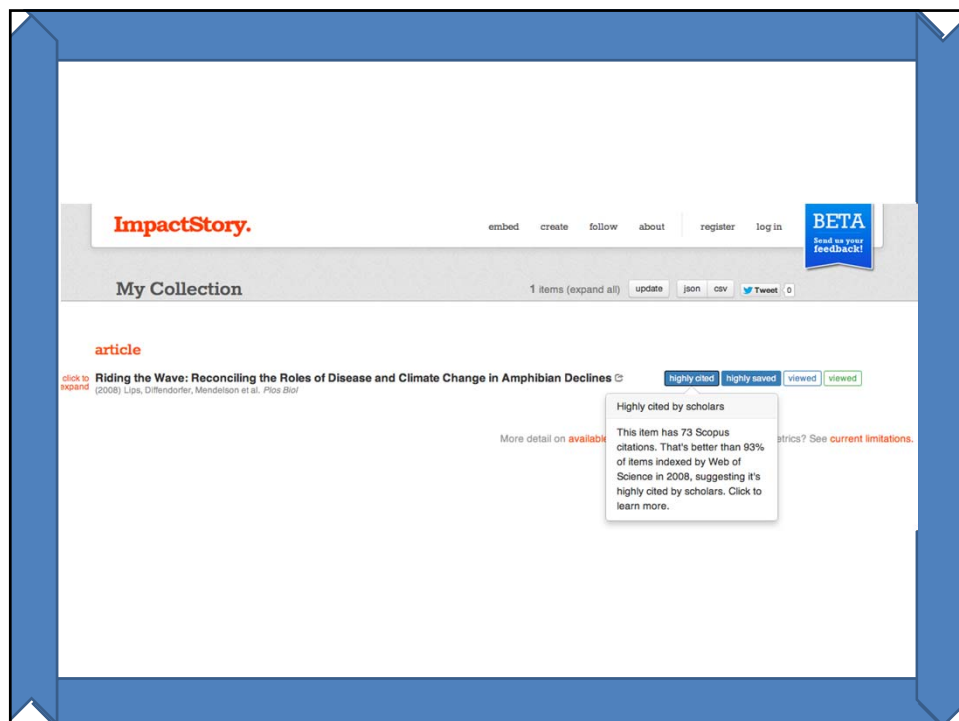 ImpactStory.
embed create follow about register log in
BETA
Send us your
feedback!
My Collection
1 items (expand all) update json csv Tweet 0
article
click to
expand
Riding the Wave: Reconciling the Roles of Disease and Climate Change in Amphibian Declines
highly cited highly saved viewed viewed
(2008) Lips, Diffendorfer, Mendelson et al. Plos Biol
Highly cited by scholars
This item has 73 Scopus
citations. That's better than 93%
of items indexed by Web of
Science in 2008, suggesting it's
highly cited by scholars. Click to
learn more.
More detail on available
? See current limitations.